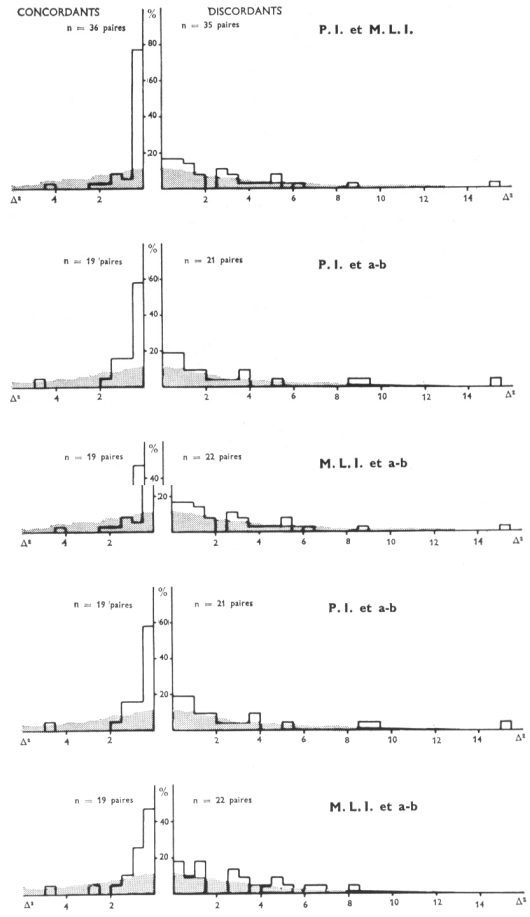 CONCORDANTS % DISCORDANTS
n = 36 paires n = 35 paires P. I. et M. L. I.
80
60
40
20
Δ² 4 2 2 4 6 8 10 12 14 Δ²
%
n = 19 paires n = 21 paires P. I. et a-b
60
40
20
Δ² 4 2 2 4 6 8 10 12 14 Δ²
%
n = 19 paires n = 22 paires M. L. I. et a-b
40
20
Δ² 4 2 2 4 6 8 10 12 14 Δ²
%
n = 19 paires n = 21 paires P. I. et a-b
60
40
20
Δ² 4 2 2 4 6 8 10 12 14 Δ²
%
n = 19 paires n = 22 paires M. L. I. et a-b
40
20
Δ² 4 2 2 4 6 8 10 12 14 Δ²